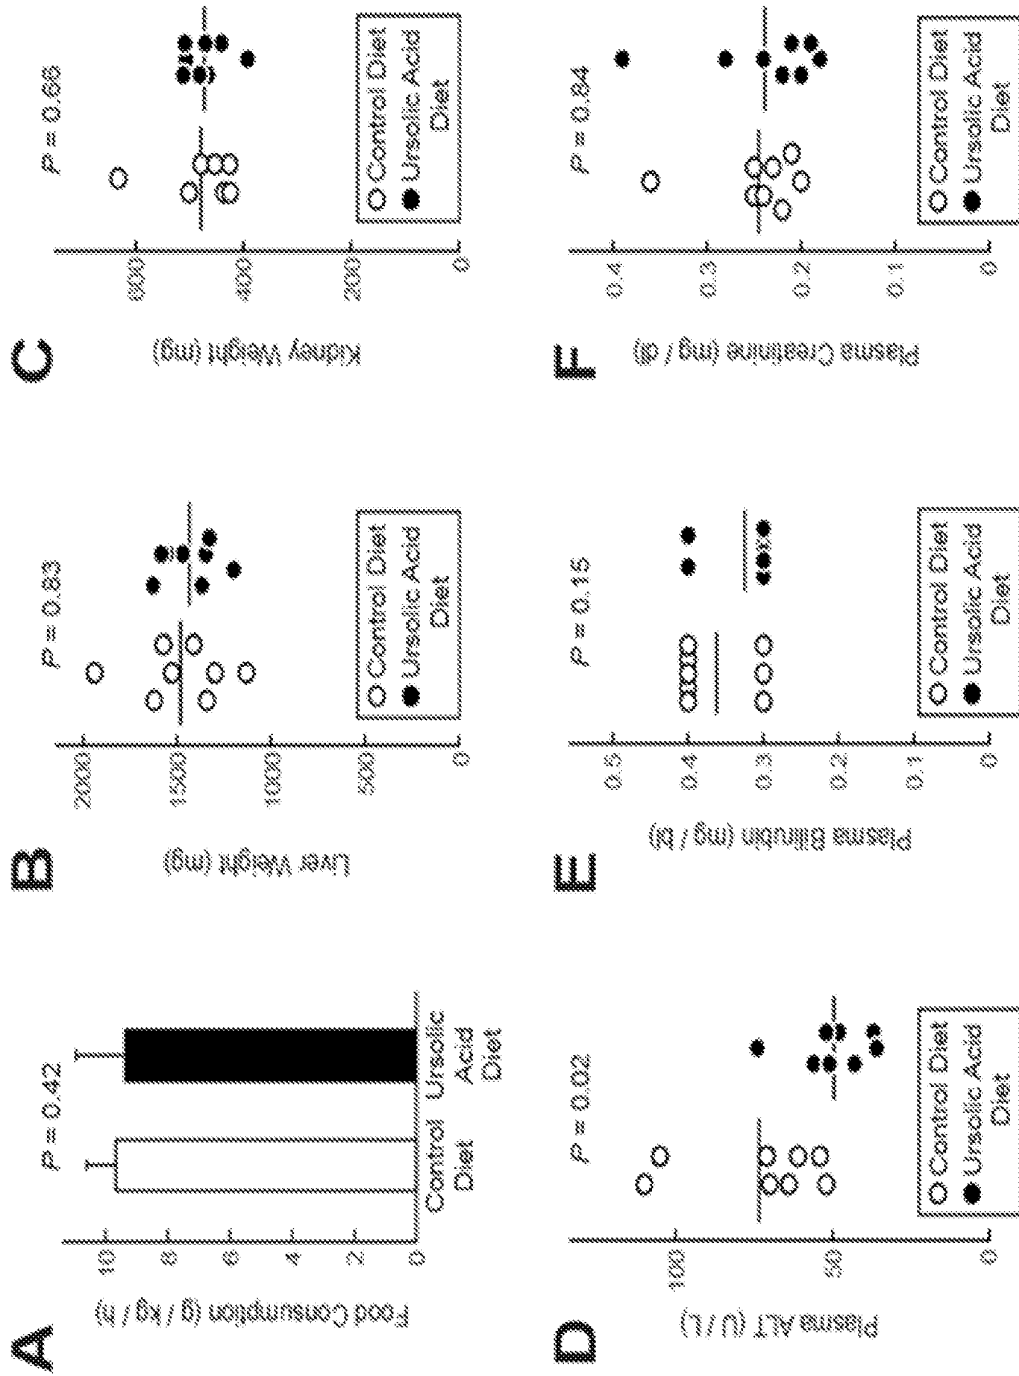 A
P = 0.42
Food Consumption (g / kg / h)
10
8
6
4
2
0
Control
Diet
Ursolic
Acid
Diet
B
P = 0.83
Liver Weight (mg)
2000
1500
1000
500
0
Control Diet
Ursolic Acid
Diet
C
P = 0.66
Kidney Weight (mg)
600
400
200
0
Control Diet
Ursolic Acid
Diet
D
P = 0.02
Plasma ALT (U / L)
100
50
0
Control Diet
Ursolic Acid
Diet
E
P = 0.15
Plasma Bilirubin (mg / bl)
0.5
0.4
0.3
0.2
0.1
0
Control Diet
Ursolic Acid
Diet
F
P = 0.84
Plasma Creatinine (mg / dl)
0.4
0.3
0.2
0.1
0
Control Diet
Ursolic Acid
Diet